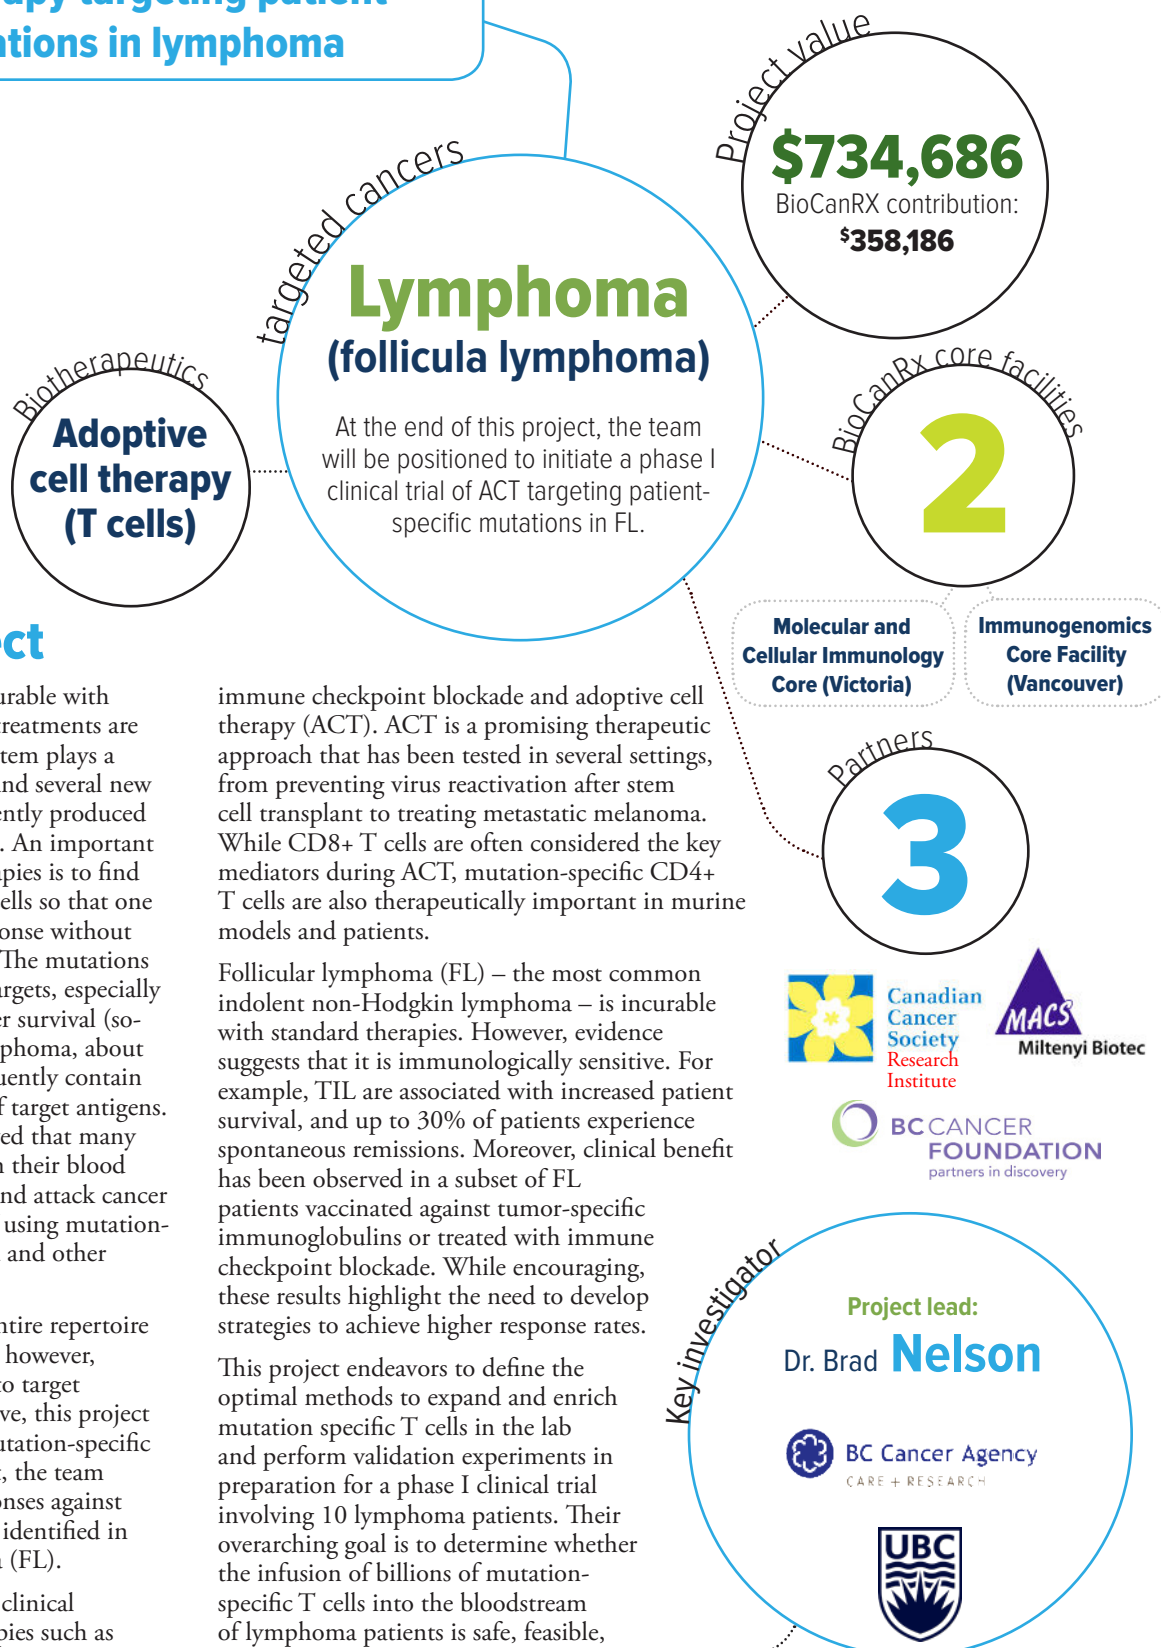 apy targeting patient
ations in lymphoma
Project value
$734,686
BioCanRX contribution:
$358,186
targeted cancers
Lymphoma
(follicula lymphoma)
At the end of this project, the team
will be positioned to initiate a phase I
clinical trial of ACT targeting patient-
specific mutations in FL.
Biotherapeutics
Adoptive
cell therapy
(T cells)
BioCanRx core facilities
2
Molecular and
Cellular Immunology
Core (Victoria)
Immunogenomics
Core Facility
(Vancouver)
Partners
3
Canadian
Cancer
Society
Research
Institute
MACS
Miltenyi Biotec
BC CANCER
FOUNDATION
partners in discovery
Key investigator
Project lead:
Dr. Brad Nelson
BC Cancer Agency
CARE + RESEARCH
UBC
ect
urable with
treatments are
tem plays a
nd several new
ently produced
. An important
apies is to find
ells so that one
onse without
The mutations
argets, especially
er survival (so-
phoma, about
uently contain
f target antigens.
ved that many
n their blood
nd attack cancer
using mutation-
and other
ntire repertoire
however,
to target
ve, this project
utation-specific
, the team
onses against
identified in
a (FL).
clinical
pies such as
immune checkpoint blockade and adoptive cell
therapy (ACT). ACT is a promising therapeutic
approach that has been tested in several settings,
from preventing virus reactivation after stem
cell transplant to treating metastatic melanoma.
While CD8+ T cells are often considered the key
mediators during ACT, mutation-specific CD4+
T cells are also therapeutically important in murine
models and patients.
Follicular lymphoma (FL) – the most common
indolent non-Hodgkin lymphoma – is incurable
with standard therapies. However, evidence
suggests that it is immunologically sensitive. For
example, TIL are associated with increased patient
survival, and up to 30% of patients experience
spontaneous remissions. Moreover, clinical benefit
has been observed in a subset of FL
patients vaccinated against tumor-specific
immunoglobulins or treated with immune
checkpoint blockade. While encouraging,
these results highlight the need to develop
strategies to achieve higher response rates.
This project endeavors to define the
optimal methods to expand and enrich
mutation specific T cells in the lab
and perform validation experiments in
preparation for a phase I clinical trial
involving 10 lymphoma patients. Their
overarching goal is to determine whether
the infusion of billions of mutation-
specific T cells into the bloodstream
of lymphoma patients is safe, feasible,